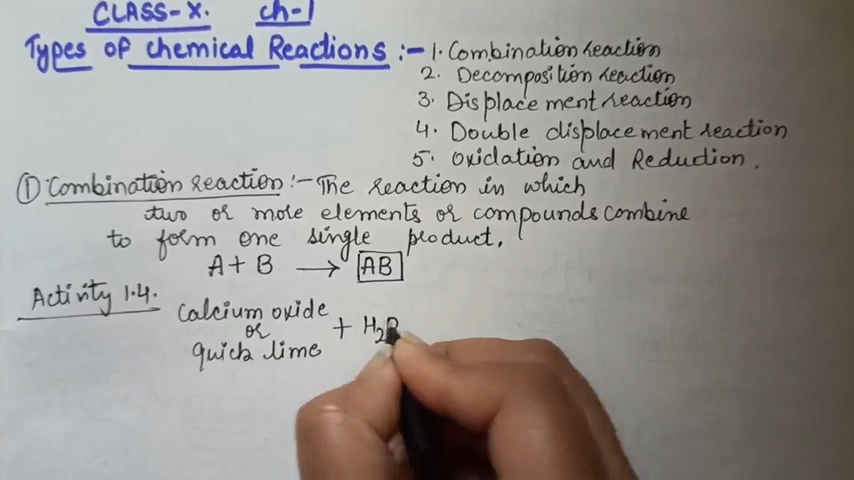 CLASS-X. ch-1
Types of chemical Reactions :- 1. Combination reaction
2. Decomposition reaction
3. Displacement reaction
4. Double displacement reaction
5. Oxidation and Reduction.
① Combination reaction :- The reaction in which
two or more elements or compounds combine
to form one single product.
A + B → AB
Activity 1.4.
Calcium oxide
or
quick lime
+ H2O